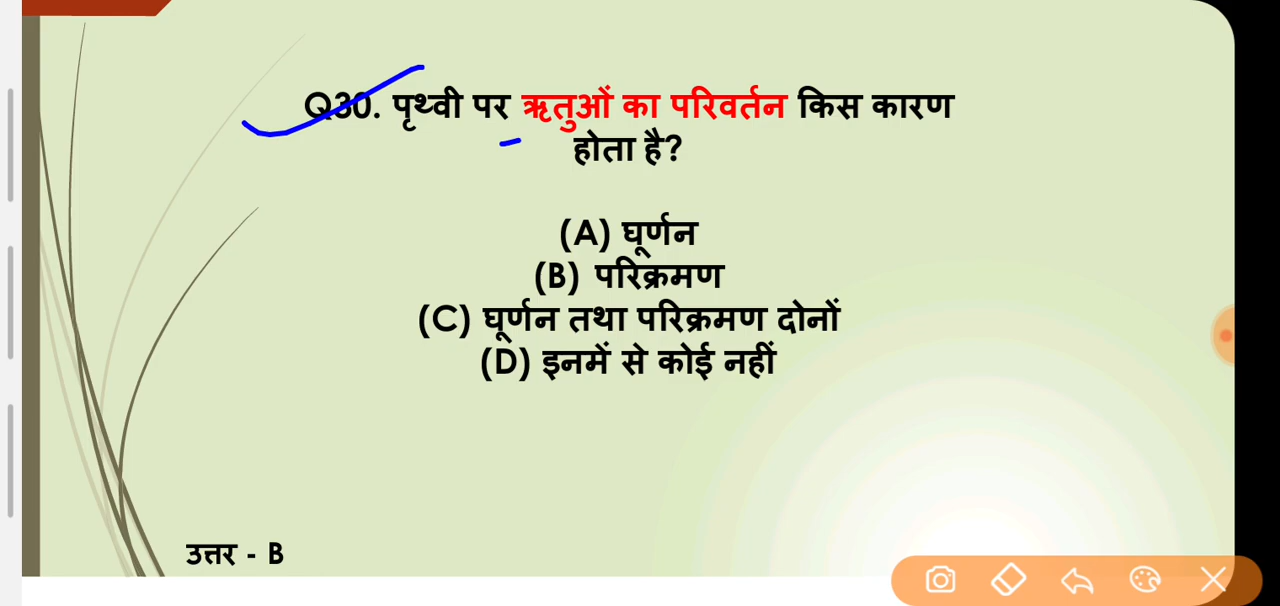 Q30. पृथ्वी पर ऋतुओं का परिवर्तन किस कारण
होता है?
(A) घूर्णन
(B) परिक्रमण
(C) घूर्णन तथा परिक्रमण दोनों
(D) इनमें से कोई नहीं
उत्तर - B